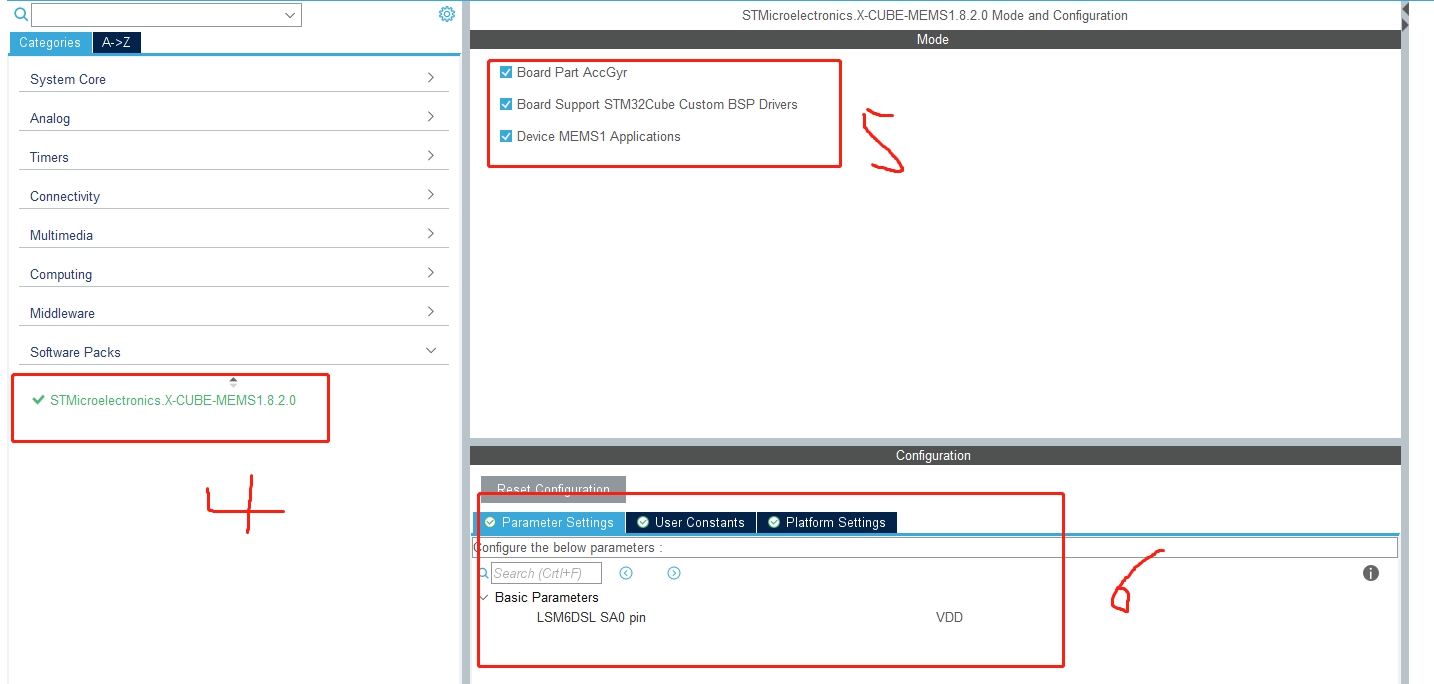 STMicroelectronics.X-CUBE-MEMS1.8.2.0 Mode and Configuration
Categories
A->Z
Mode
System Core
Analog
Timers
Connectivity
Multimedia
Computing
Middleware
Software Packs
STMicroelectronics.X-CUBE-MEMS1.8.2.0
4
Board Part AccGyr
Board Support STM32Cube Custom BSP Drivers
Device MEMS1 Applications
5
Configuration
Reset Configuration
Parameter Settings
User Constants
Platform Settings
Configure the below parameters :
Search (Crtl+F)
Basic Parameters
LSM6DSL SA0 pin
VDD
6